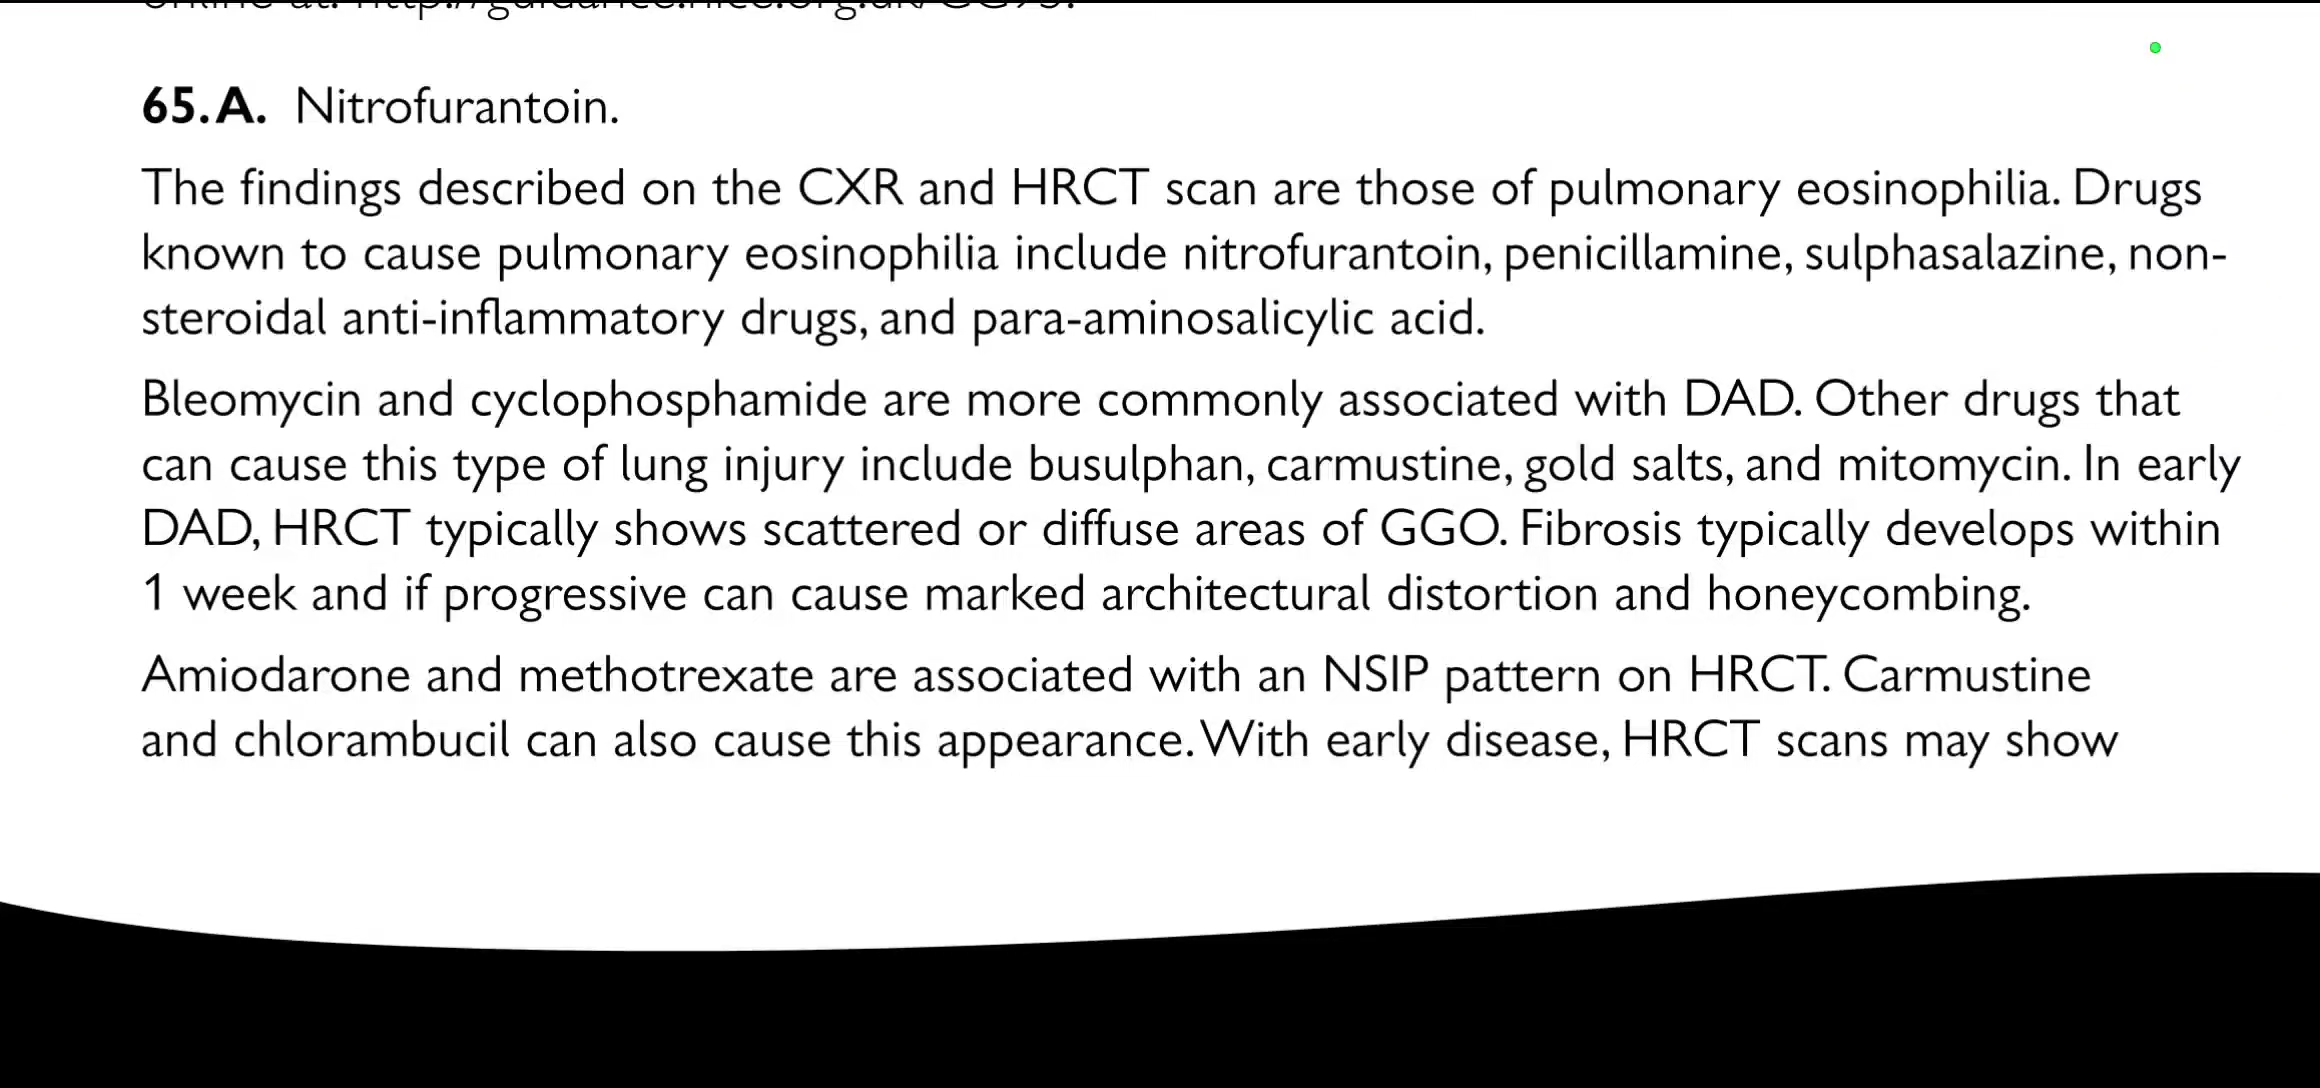 65. A. Nitrofurantoin.
The findings described on the CXR and HRCT scan are those of pulmonary eosinophilia. Drugs
known to cause pulmonary eosinophilia include nitrofurantoin, penicillamine, sulphasalazine, non-
steroidal anti-inflammatory drugs, and para-aminosalicylic acid.
Bleomycin and cyclophosphamide are more commonly associated with DAD. Other drugs that
can cause this type of lung injury include busulphan, carmustine, gold salts, and mitomycin. In early
DAD, HRCT typically shows scattered or diffuse areas of GGO. Fibrosis typically develops within
1 week and if progressive can cause marked architectural distortion and honeycombing.
Amiodarone and methotrexate are associated with an NSIP pattern on HRCT. Carmustine
and chlorambucil can also cause this appearance. With early disease, HRCT scans may show